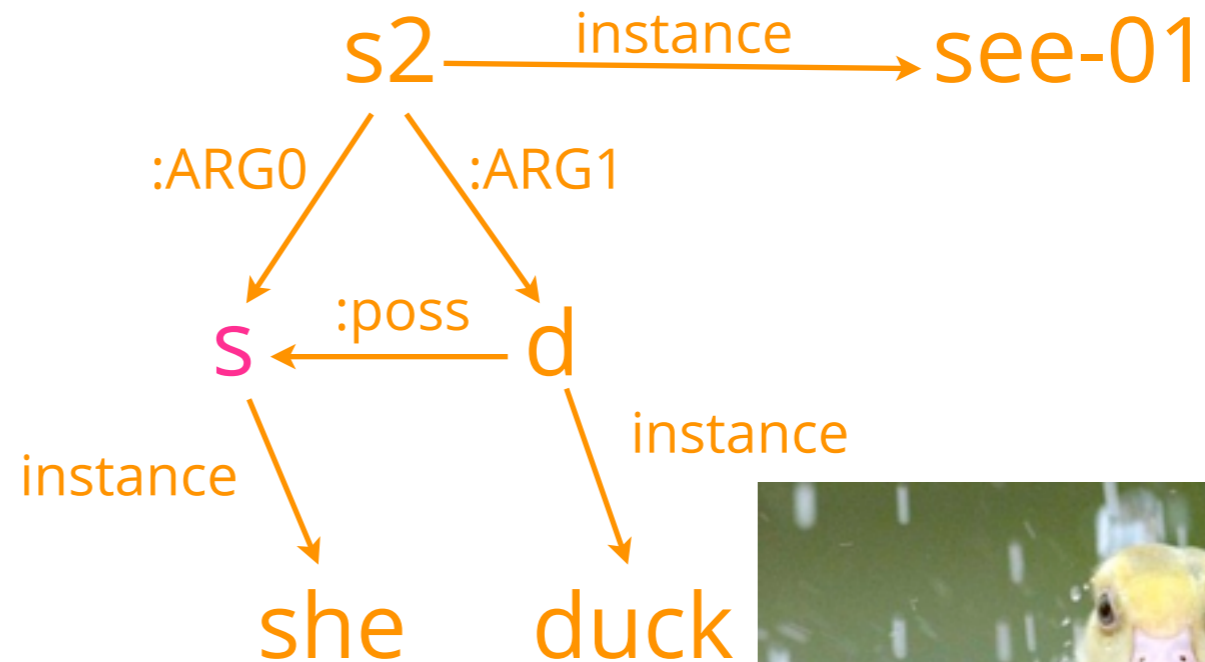 s2 instance see-01
:ARG0 :ARG1
s :poss d
instance instance
she duck